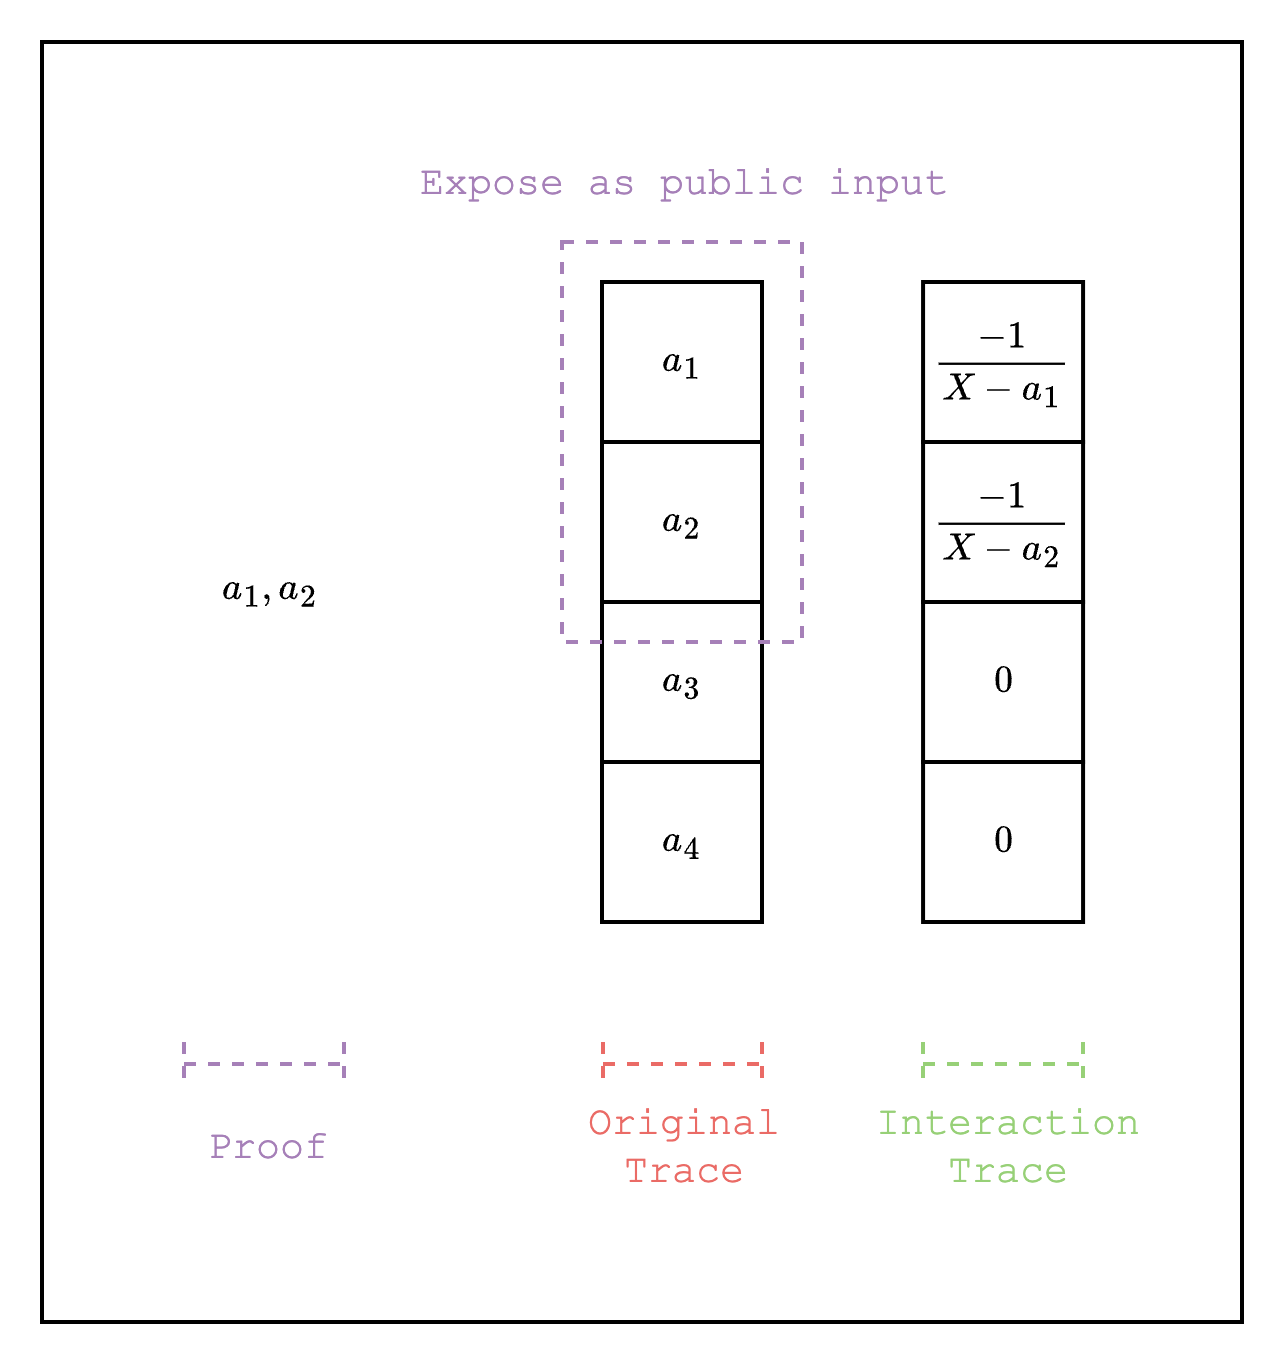 Expose as public input
$a_1$ $\frac{-1}{X - a_1}$
$a_2$ $\frac{-1}{X - a_2}$
$a_1, a_2$
$a_3$ $0$
$a_4$ $0$
Proof
Original
Trace
Interaction
Trace